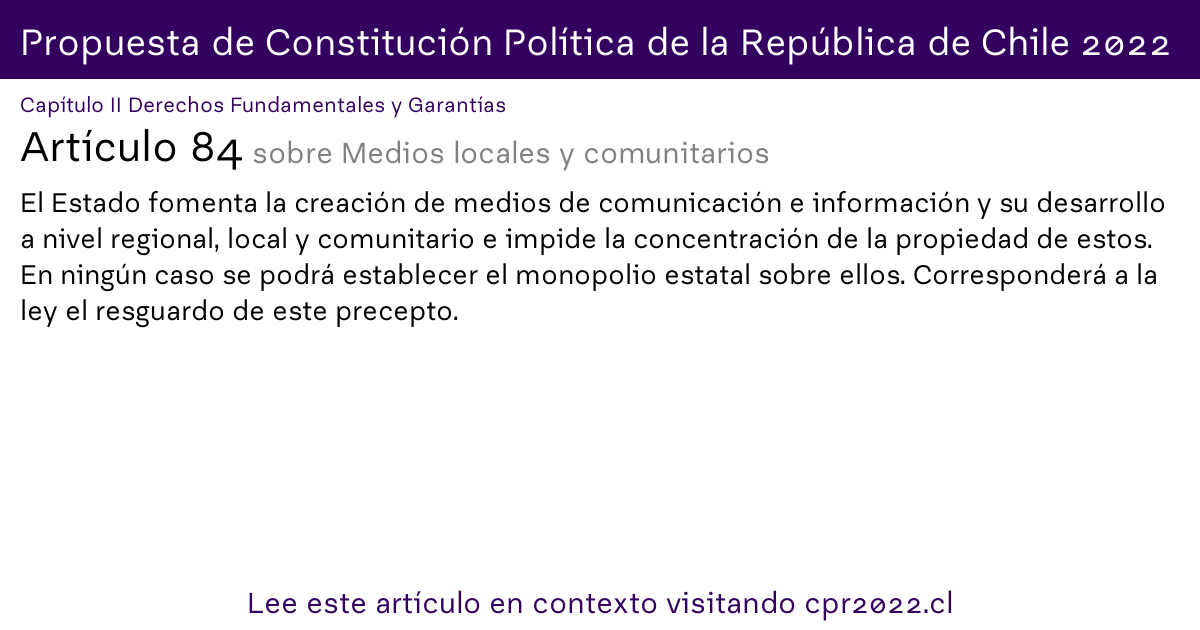 Propuesta de Constitución Política de la República de Chile 2022
Capítulo II Derechos Fundamentales y Garantías
Artículo 84 sobre Medios locales y comunitarios
El Estado fomenta la creación de medios de comunicación e información y su desarrollo
a nivel regional, local y comunitario e impide la concentración de la propiedad de estos.
En ningún caso se podrá establecer el monopolio estatal sobre ellos. Corresponderá a la
ley el resguardo de este precepto.
Lee este artículo en contexto visitando cpr2022.cl